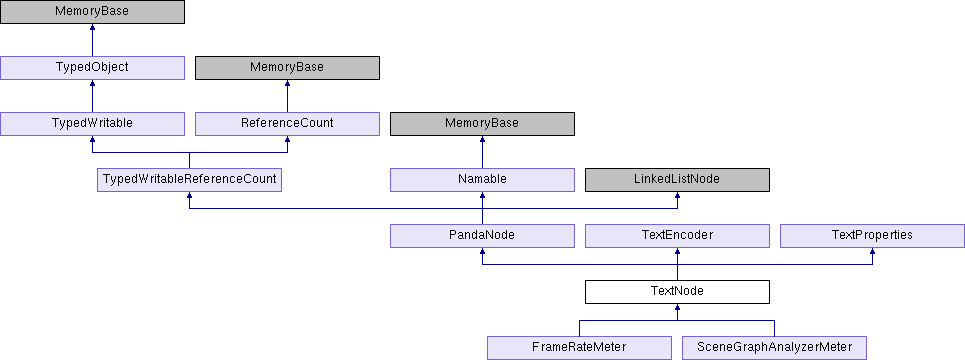 MemoryBase
TypedObject
MemoryBase
TypedWritable
ReferenceCount
MemoryBase
TypedWritableReferenceCount
Namable
LinkedListNode
PandaNode
TextEncoder
TextProperties
TextNode
FrameRateMeter
SceneGraphAnalyzerMeter